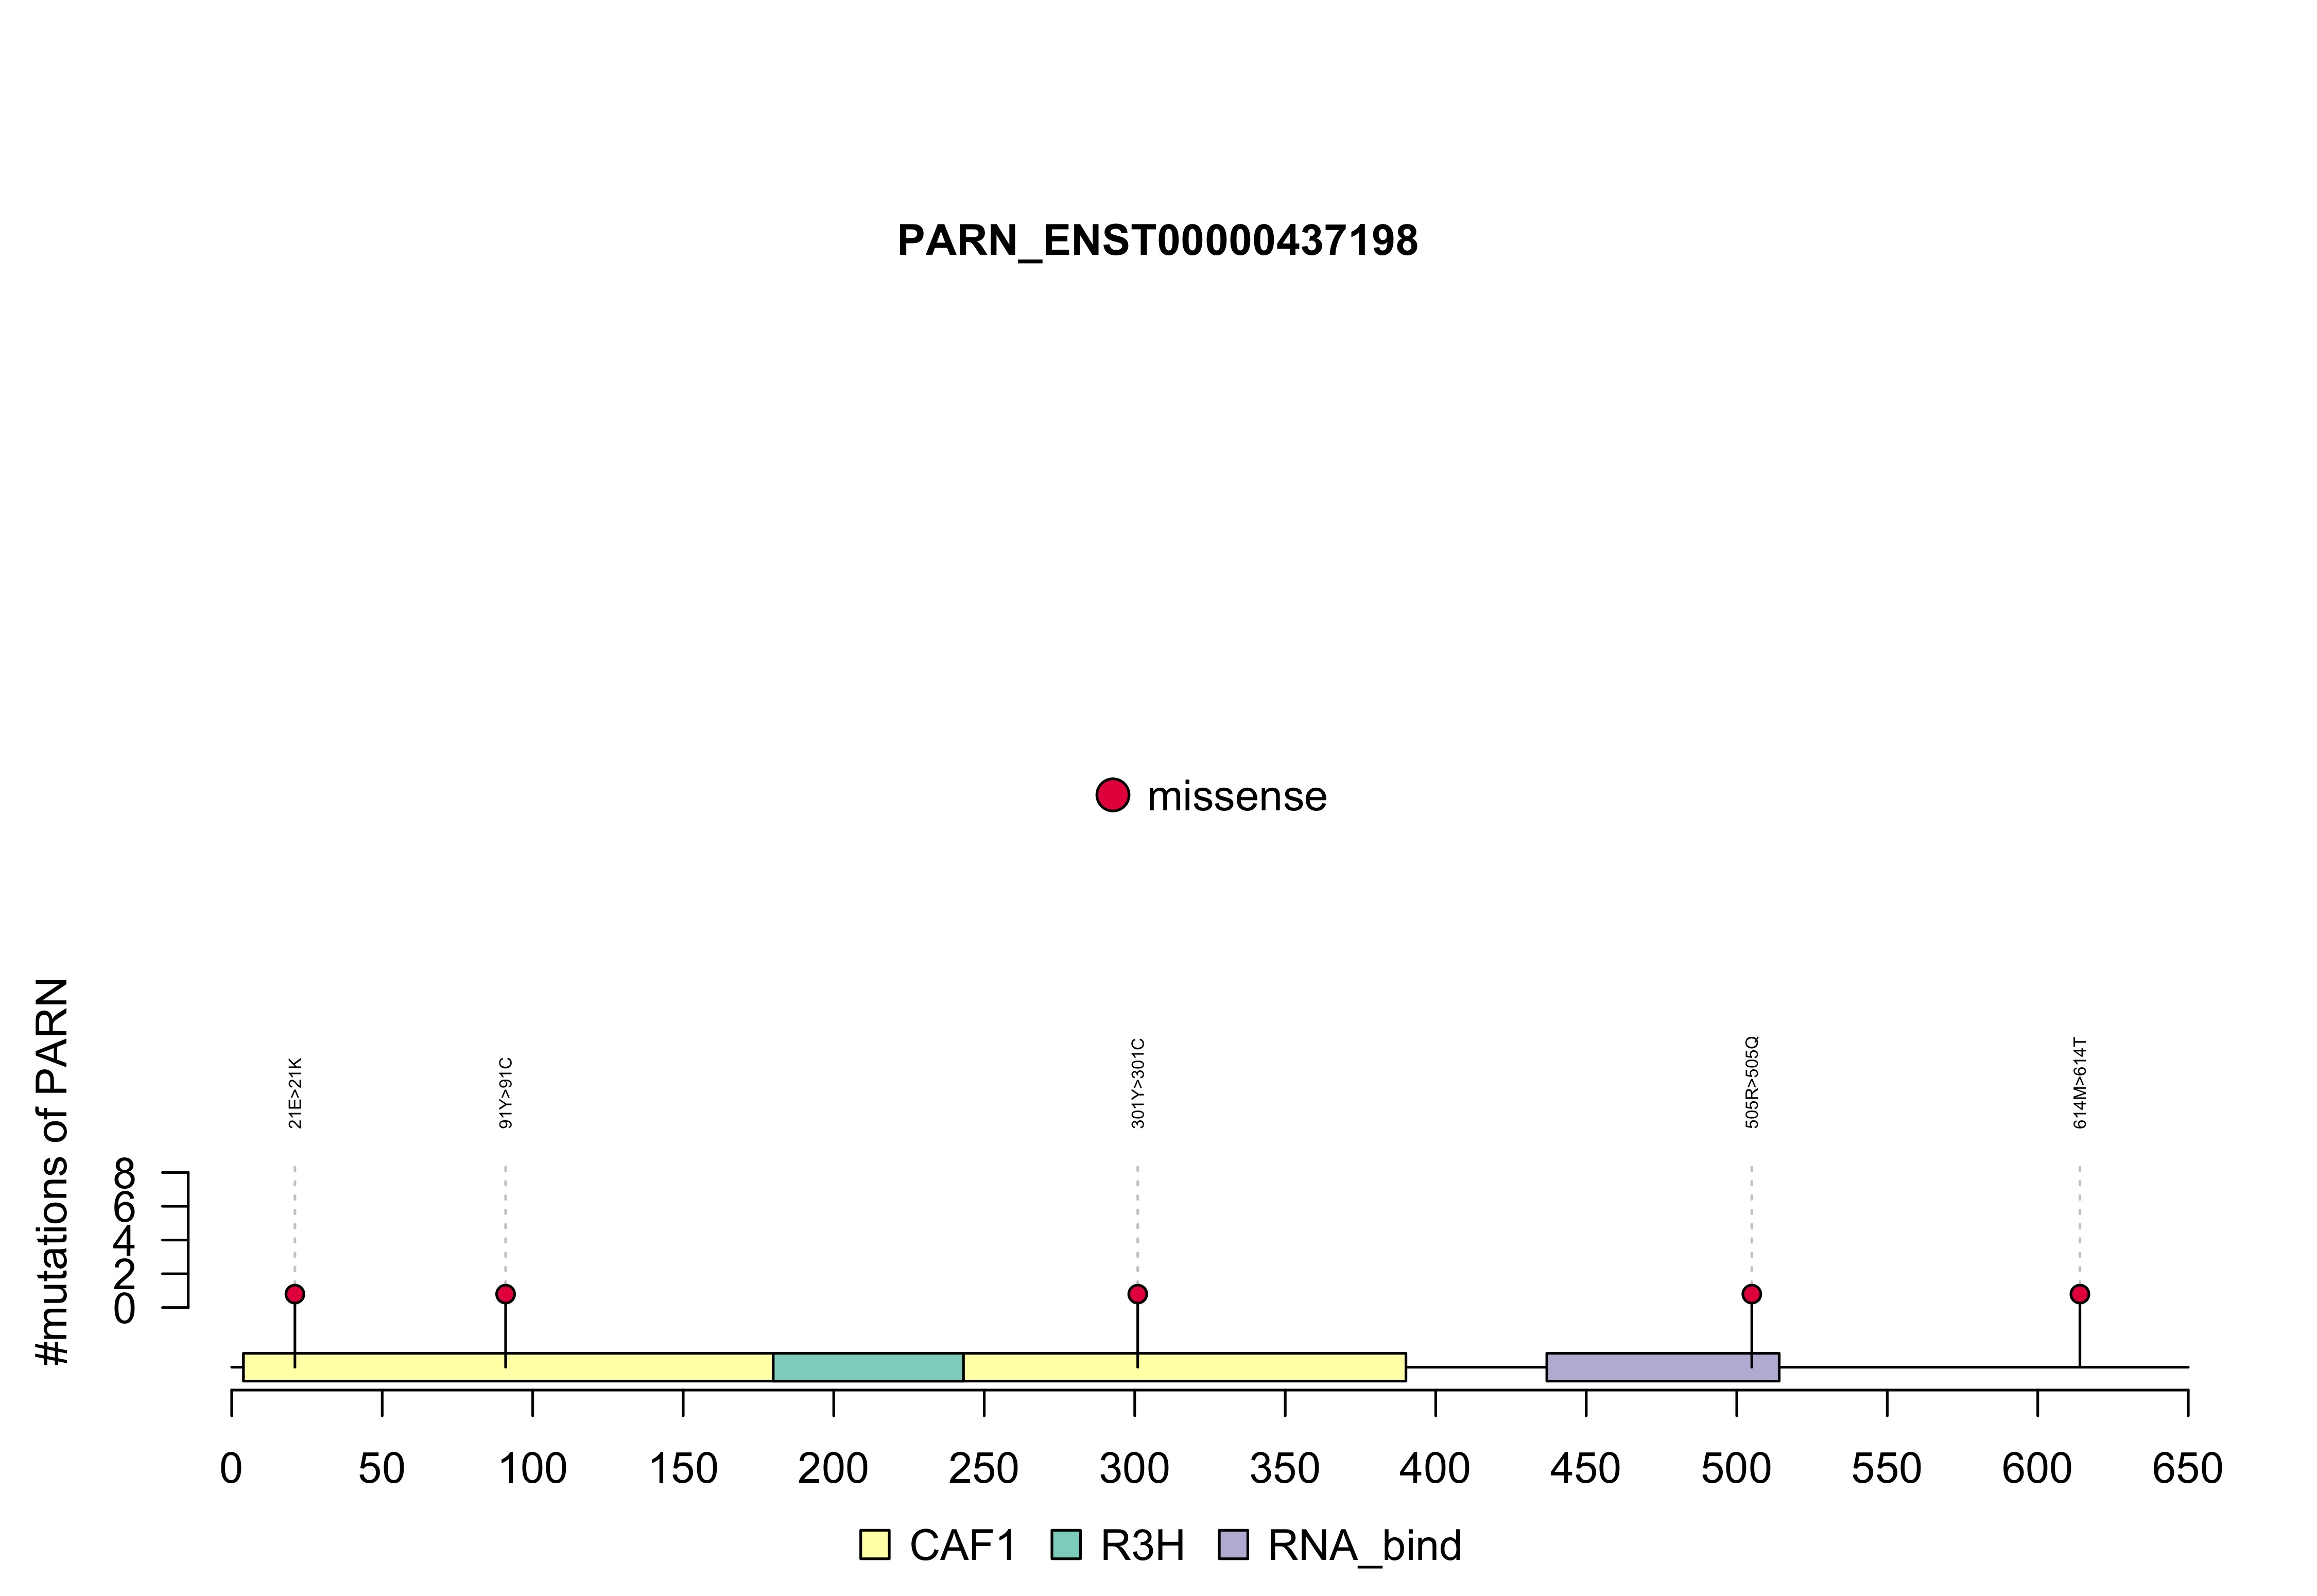 PARN_ENST00000437198
missense
#mutations of PARN
21E>21K
91Y>91C
301Y>301C
505R>505Q
614M>614T
8
6
4
2
0
0 50 100 150 200 250 300 350 400 450 500 550 600 650
CAF1 R3H RNA_bind